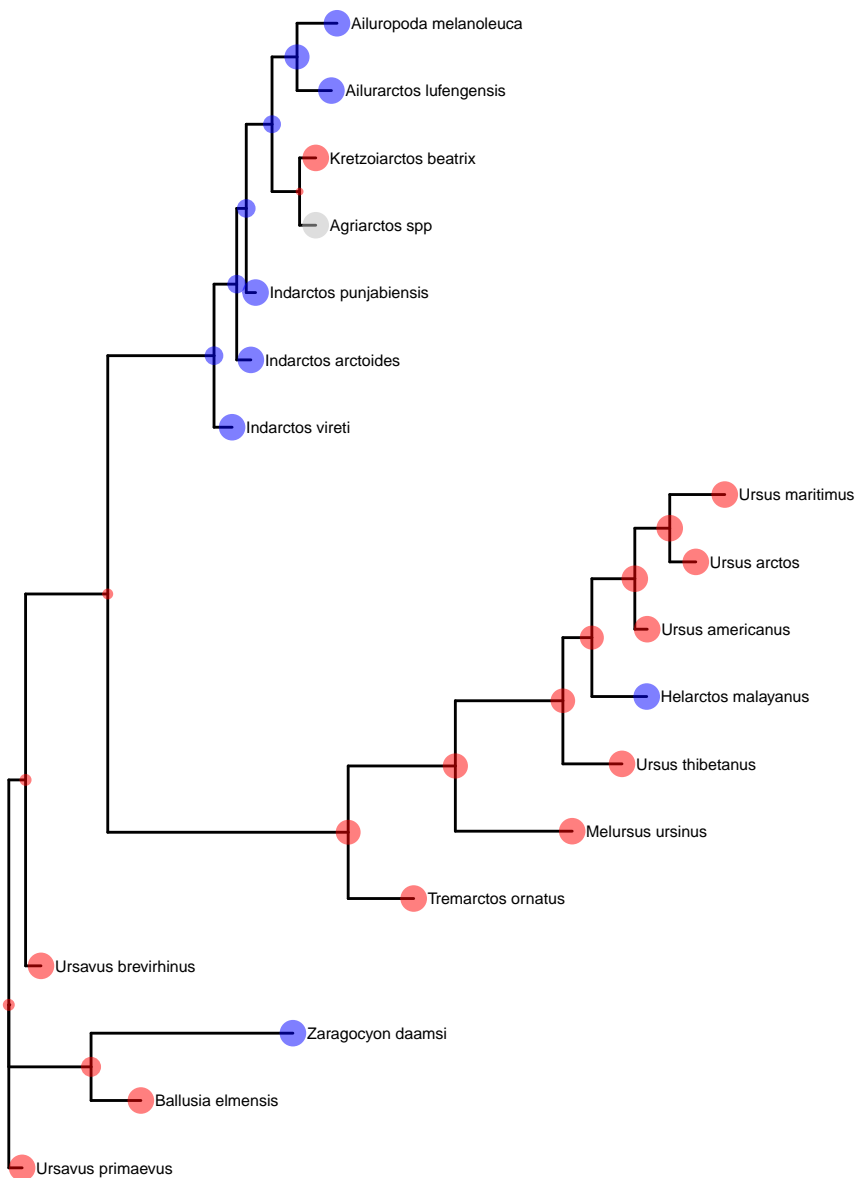 Ailuropoda melanoleuca
Ailurarctos lufengensis
Kretzoiarctos beatrix
Agriarctos spp
Indarctos punjabiensis
Indarctos arctoides
Indarctos vireti
Ursus maritimus
Ursus arctos
Ursus americanus
Helarctos malayanus
Ursus thibetanus
Melursus ursinus
Tremarctos ornatus
Ursavus brevirhinus
Zaragocyon daamsi
Ballusia elmensis
Ursavus primaevus